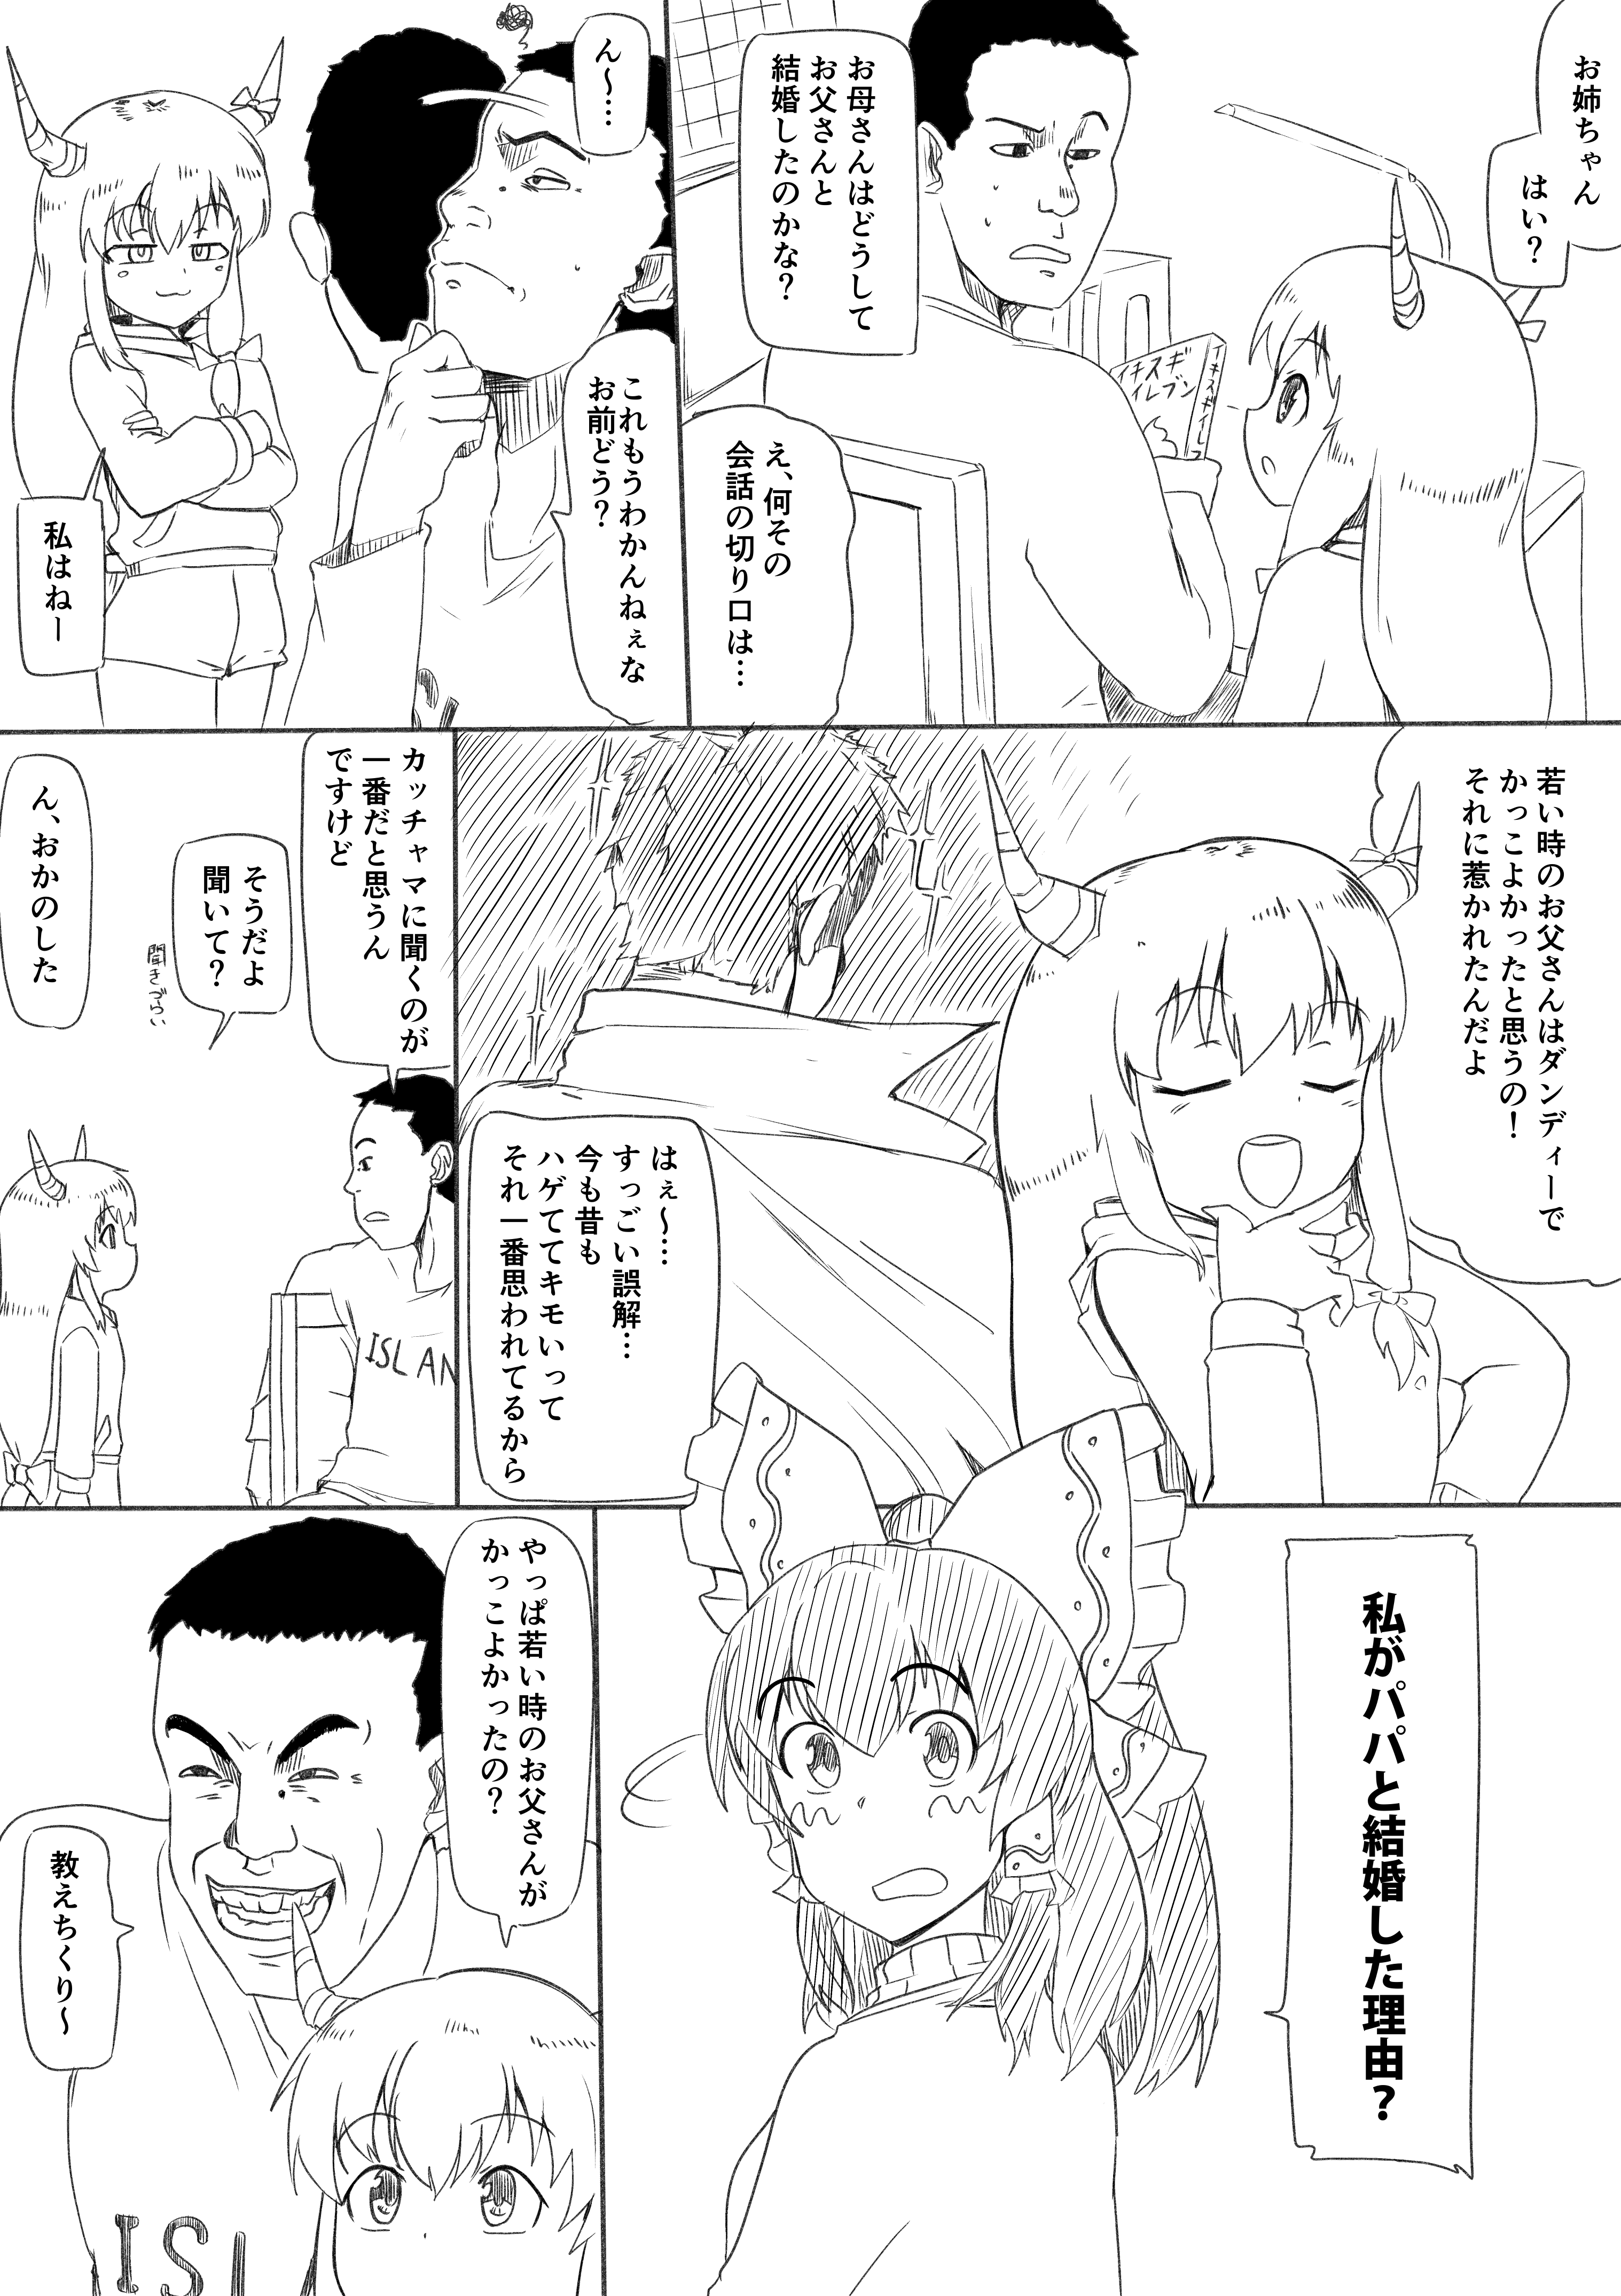 お姉ちゃん
はい？
お母さんはどうして
お父さんと
結婚したのかな？
イキスギ
イレブン
イキスギイレブ
え、何その
会話の切り口は…
ん～…
これもうわかんねぇな
お前どう？
私はねー
若い時のお父さんはダンディーで
かっこよかったと思うの！
それに惹かれたんだよ
はぇ～…
すっごい誤解…
今も昔も
ハゲててキモいって
それ一番思われてるから
カッチャマに聞くのが
一番だと思うん
ですけど
そうだよ
聞いて？
聞きづらい
ん、おかのした
ISLAN
私がパパと結婚した理由？
やっぱ若い時のお父さんが
かっこよかったの？
教えちくり～
ISL